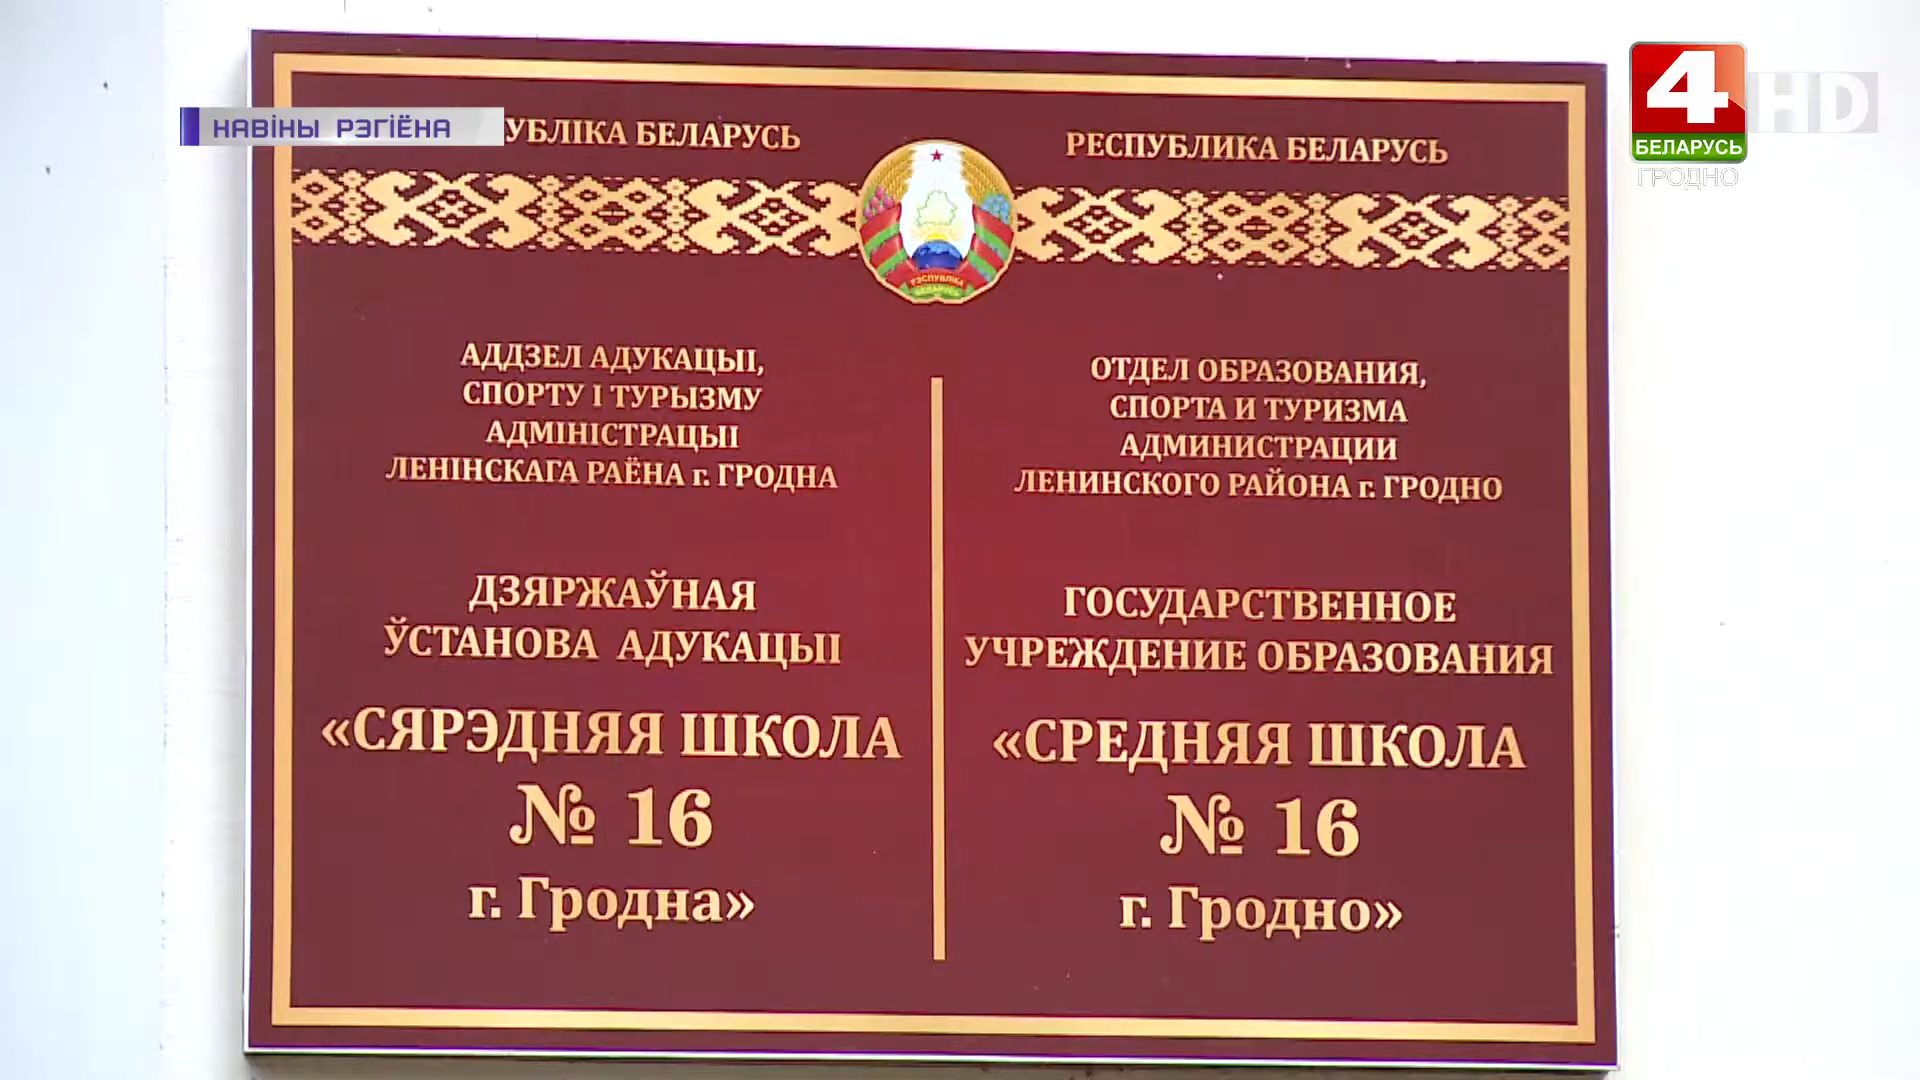 НАВІНЫ РЭГІЁНА
УБЛІКА БЕЛАРУСЬ
РЕСПУБЛИКА БЕЛАРУСЬ
4 HD
БЕЛАРУСЬ
ГРОДНО
РЭСПУБЛІКА
БЕЛАРУСЬ
АДДЗЕЛ АДУКАЦЫІ,
СПОРТУ І ТУРЫЗМУ
АДМІНІСТРАЦЫІ
ЛЕНІНСКАГА РАЁНА г. ГРОДНА
ДЗЯРЖАЎНАЯ
ЎСТАНОВА АДУКАЦЫІ
«СЯРЭДНЯЯ ШКОЛА
№ 16
г. Гродна»
ОТДЕЛ ОБРАЗОВАНИЯ,
СПОРТА И ТУРИЗМА
АДМИНИСТРАЦИИ
ЛЕНИНСКОГО РАЙОНА г. ГРОДНО
ГОСУДАРСТВЕННОЕ
УЧРЕЖДЕНИЕ ОБРАЗОВАНИЯ
«СРЕДНЯЯ ШКОЛА
№ 16
г. Гродно»